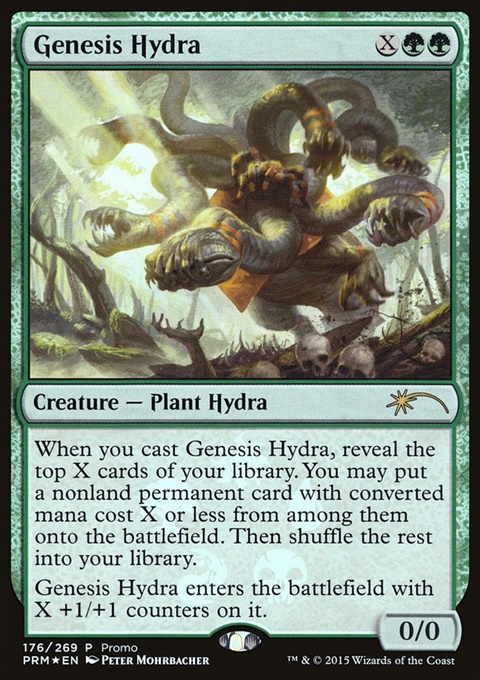 Genesis Hydra X
Creature — Plant Hydra
When you cast Genesis Hydra, reveal the
top X cards of your library. You may put
a nonland permanent card with converted
mana cost X or less from among them
onto the battlefield. Then shuffle the rest
into your library.
Genesis Hydra enters the battlefield with
X +1/+1 counters on it.
0/0
176/269 P Promo
PRM★EN Peter Mohrbacher
™ & © 2015 Wizards of the Coast